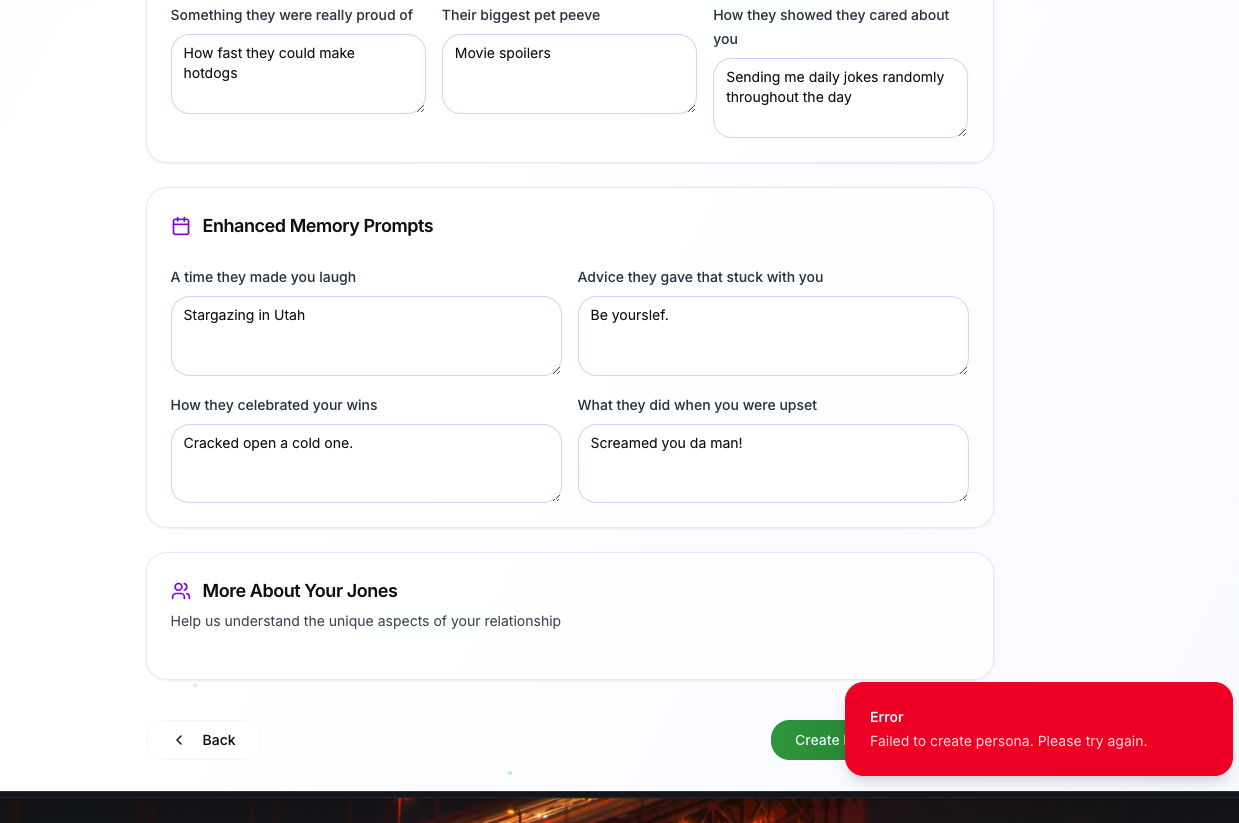 Something they were really proud of
Their biggest pet peeve
How they showed they cared about
you
How fast they could make
hotdogs
Movie spoilers
Sending me daily jokes randomly
throughout the day
Enhanced Memory Prompts
A time they made you laugh
Advice they gave that stuck with you
Stargazing in Utah
Be yourslef.
How they celebrated your wins
What they did when you were upset
Cracked open a cold one.
Screamed you da man!
More About Your Jones
Help us understand the unique aspects of your relationship
Back
Create
Error
Failed to create persona. Please try again.